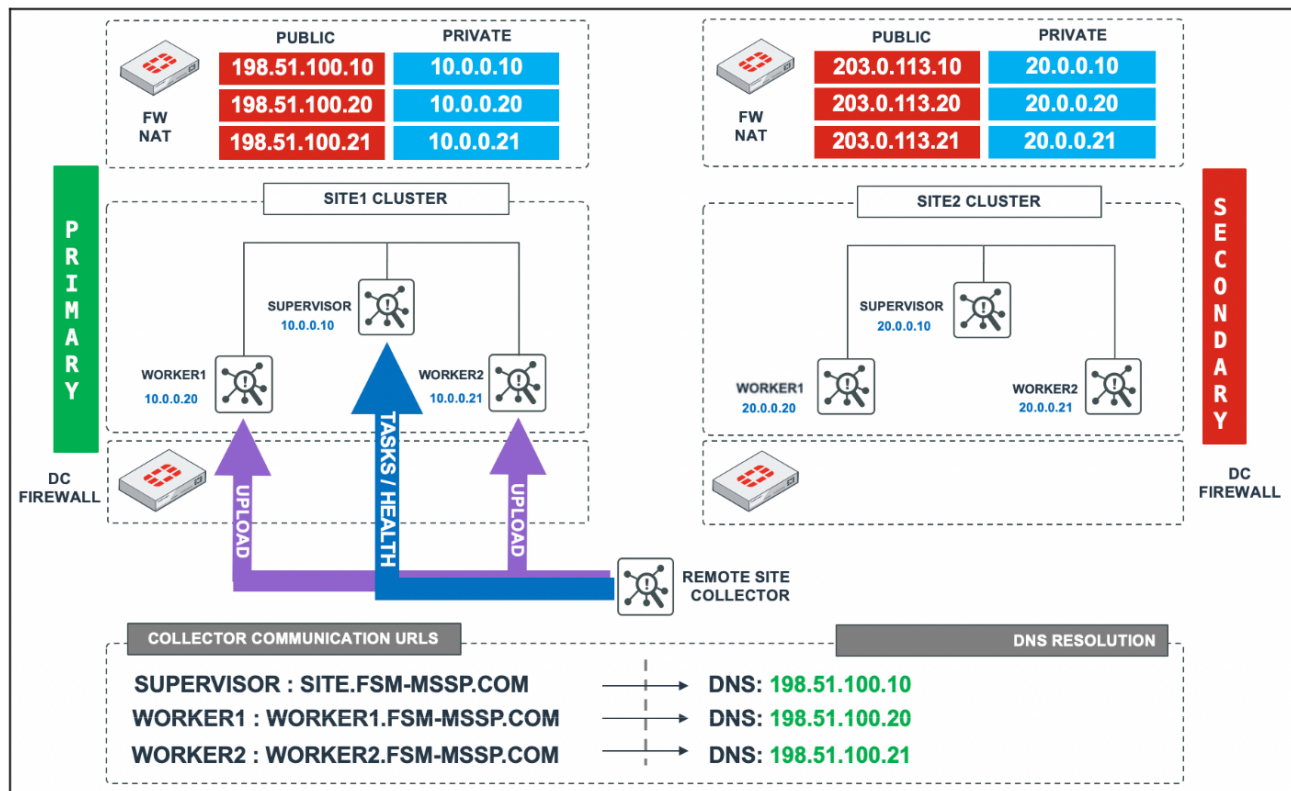 PUBLIC PRIVATE
198.51.100.10 10.0.0.10
198.51.100.20 10.0.0.20
198.51.100.21 10.0.0.21
FW
NAT
PUBLIC PRIVATE
203.0.113.10 20.0.0.10
203.0.113.20 20.0.0.20
203.0.113.21 20.0.0.21
FW
NAT
PRIMARY
SITE1 CLUSTER
SUPERVISOR
10.0.0.10
WORKER1
10.0.0.20
WORKER2
10.0.0.21
SITE2 CLUSTER
SUPERVISOR
20.0.0.10
WORKER1
20.0.0.20
WORKER2
20.0.0.21
SECONDARY
DC
FIREWALL
UPLOAD
TASKS / HEALTH
UPLOAD
DC
FIREWALL
REMOTE SITE
COLLECTOR
COLLECTOR COMMUNICATION URLS
DNS RESOLUTION
SUPERVISOR : SITE.FSM-MSSP.COM DNS: 198.51.100.10
WORKER1 : WORKER1.FSM-MSSP.COM DNS: 198.51.100.20
WORKER2 : WORKER2.FSM-MSSP.COM DNS: 198.51.100.21